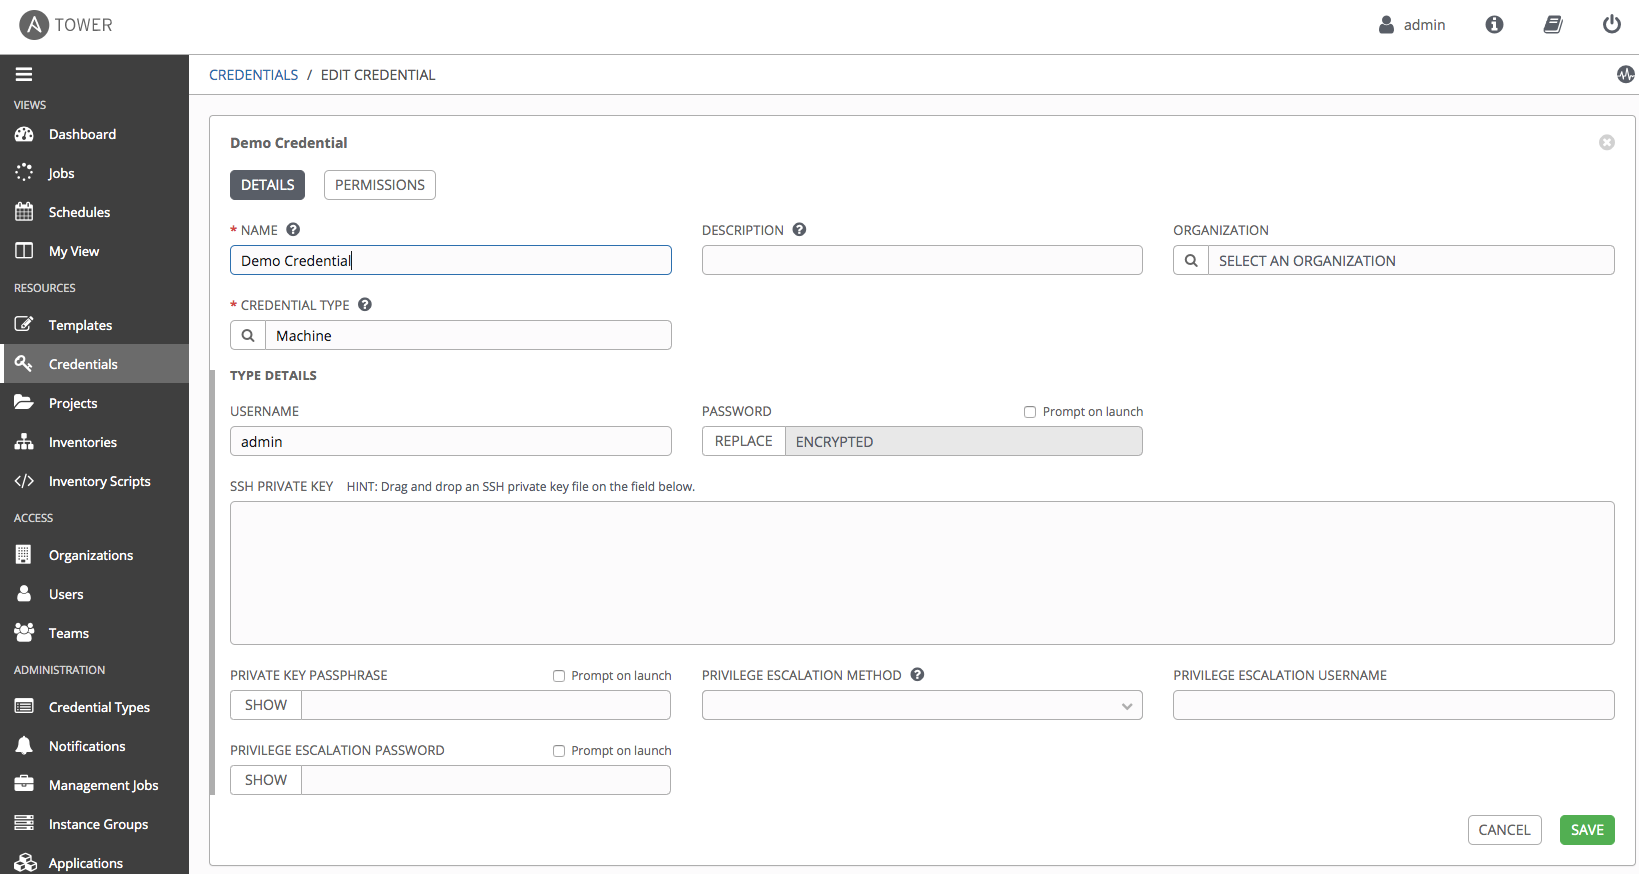 A TOWER
admin
VIEWS
Dashboard
Jobs
Schedules
My View
RESOURCES
Templates
Credentials
Projects
Inventories
Inventory Scripts
ACCESS
Organizations
Users
Teams
ADMINISTRATION
Credential Types
Notifications
Management Jobs
Instance Groups
Applications
CREDENTIALS / EDIT CREDENTIAL
Demo Credential
DETAILS PERMISSIONS
* NAME ? DESCRIPTION ? ORGANIZATION
Demo Credential SELECT AN ORGANIZATION
* CREDENTIAL TYPE ?
Machine
TYPE DETAILS
USERNAME PASSWORD Prompt on launch
admin REPLACE ENCRYPTED
SSH PRIVATE KEY HINT: Drag and drop an SSH private key file on the field below.
PRIVATE KEY PASSPHRASE Prompt on launch PRIVILEGE ESCALATION METHOD ? PRIVILEGE ESCALATION USERNAME
SHOW
PRIVILEGE ESCALATION PASSWORD Prompt on launch
SHOW
CANCEL SAVE